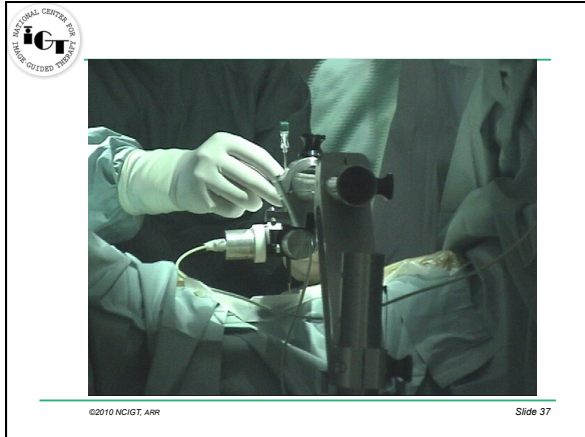 NATIONAL CENTER FOR
IGT
IMAGE-GUIDED THERAPY
©2010 NCIGT, ARR
Slide 37